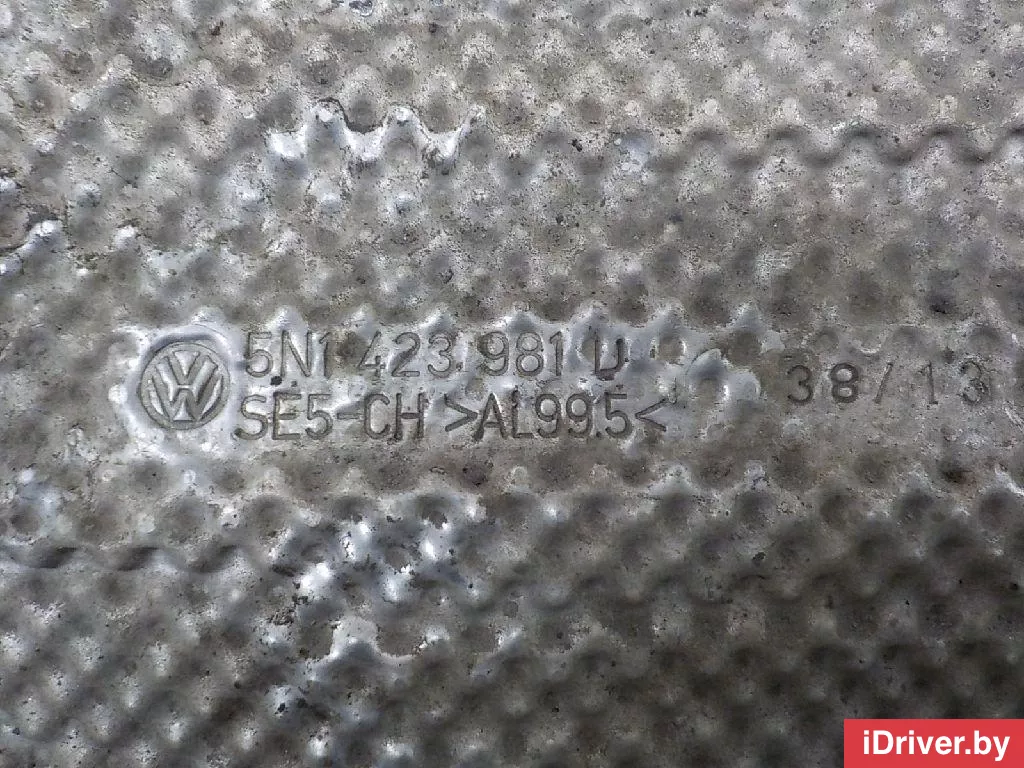 5N1 423 981 D 38/13
SE5-CH >AL99.5<
iDriver.by